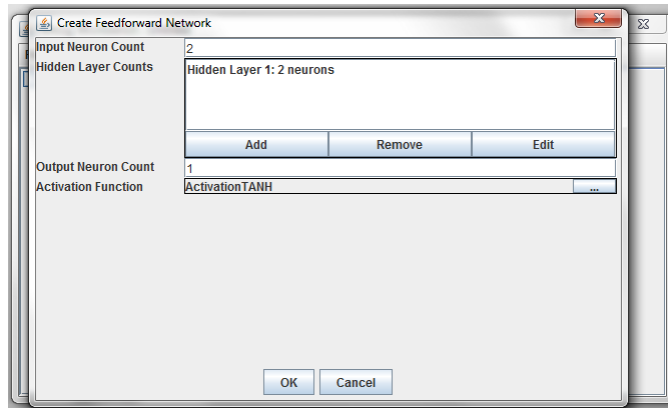 Create Feedforward Network
Input Neuron Count 2
Hidden Layer Counts Hidden Layer 1: 2 neurons
Add Remove Edit
Output Neuron Count 1
Activation Function ActivationTANH ...
OK Cancel